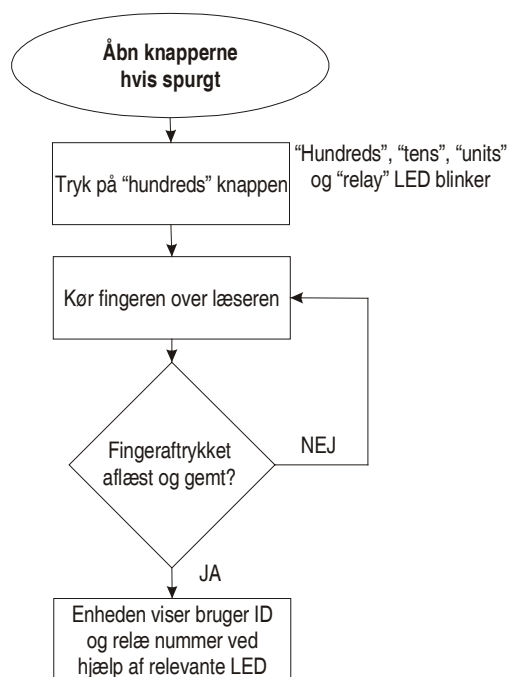 Åbn knapperne
hvis spurgt
Tryk på “hundreds” knappen
“Hundreds”, “tens”, “units”
og “relay” LED blinker
Kør fingeren over læseren
Fingeraftrykket
aflæst og gemt?
NEJ
JA
Enheden viser bruger ID
og relæ nummer ved
hjælp af relevante LED